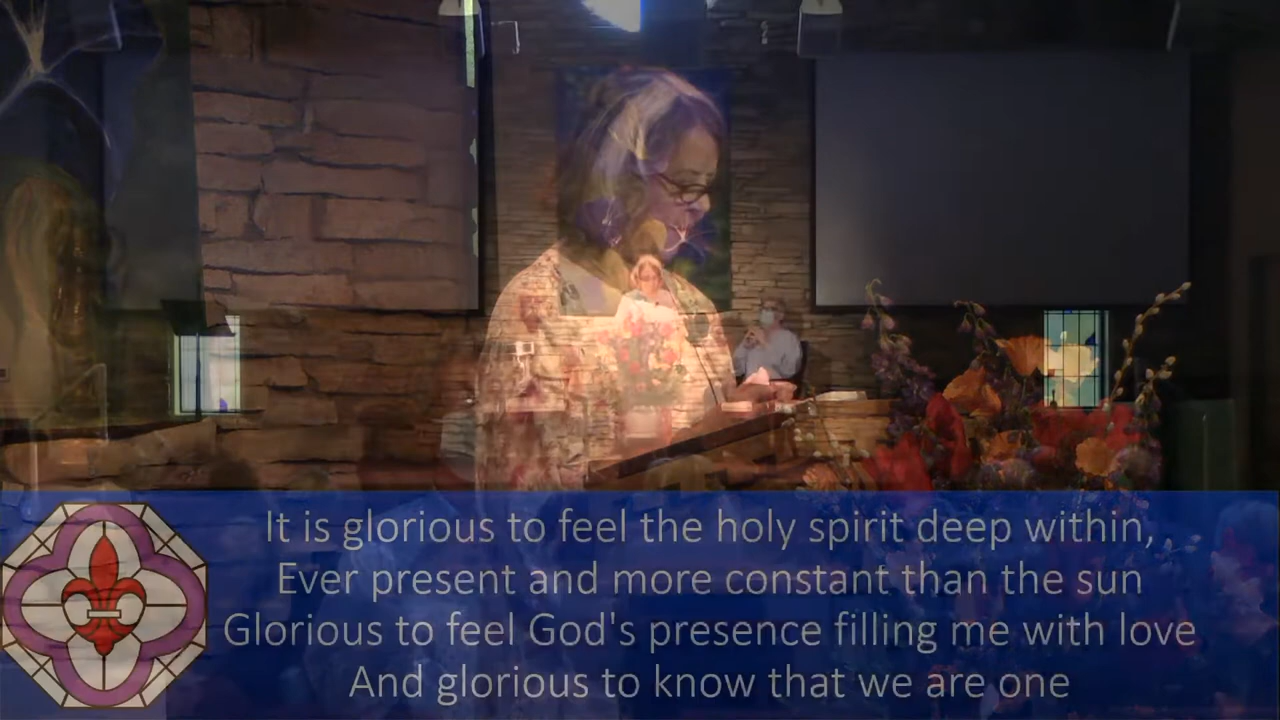 It is glorious to feel the holy spirit deep within,
Ever present and more constant than the sun
Glorious to feel God's presence filling me with love
And glorious to know that we are one